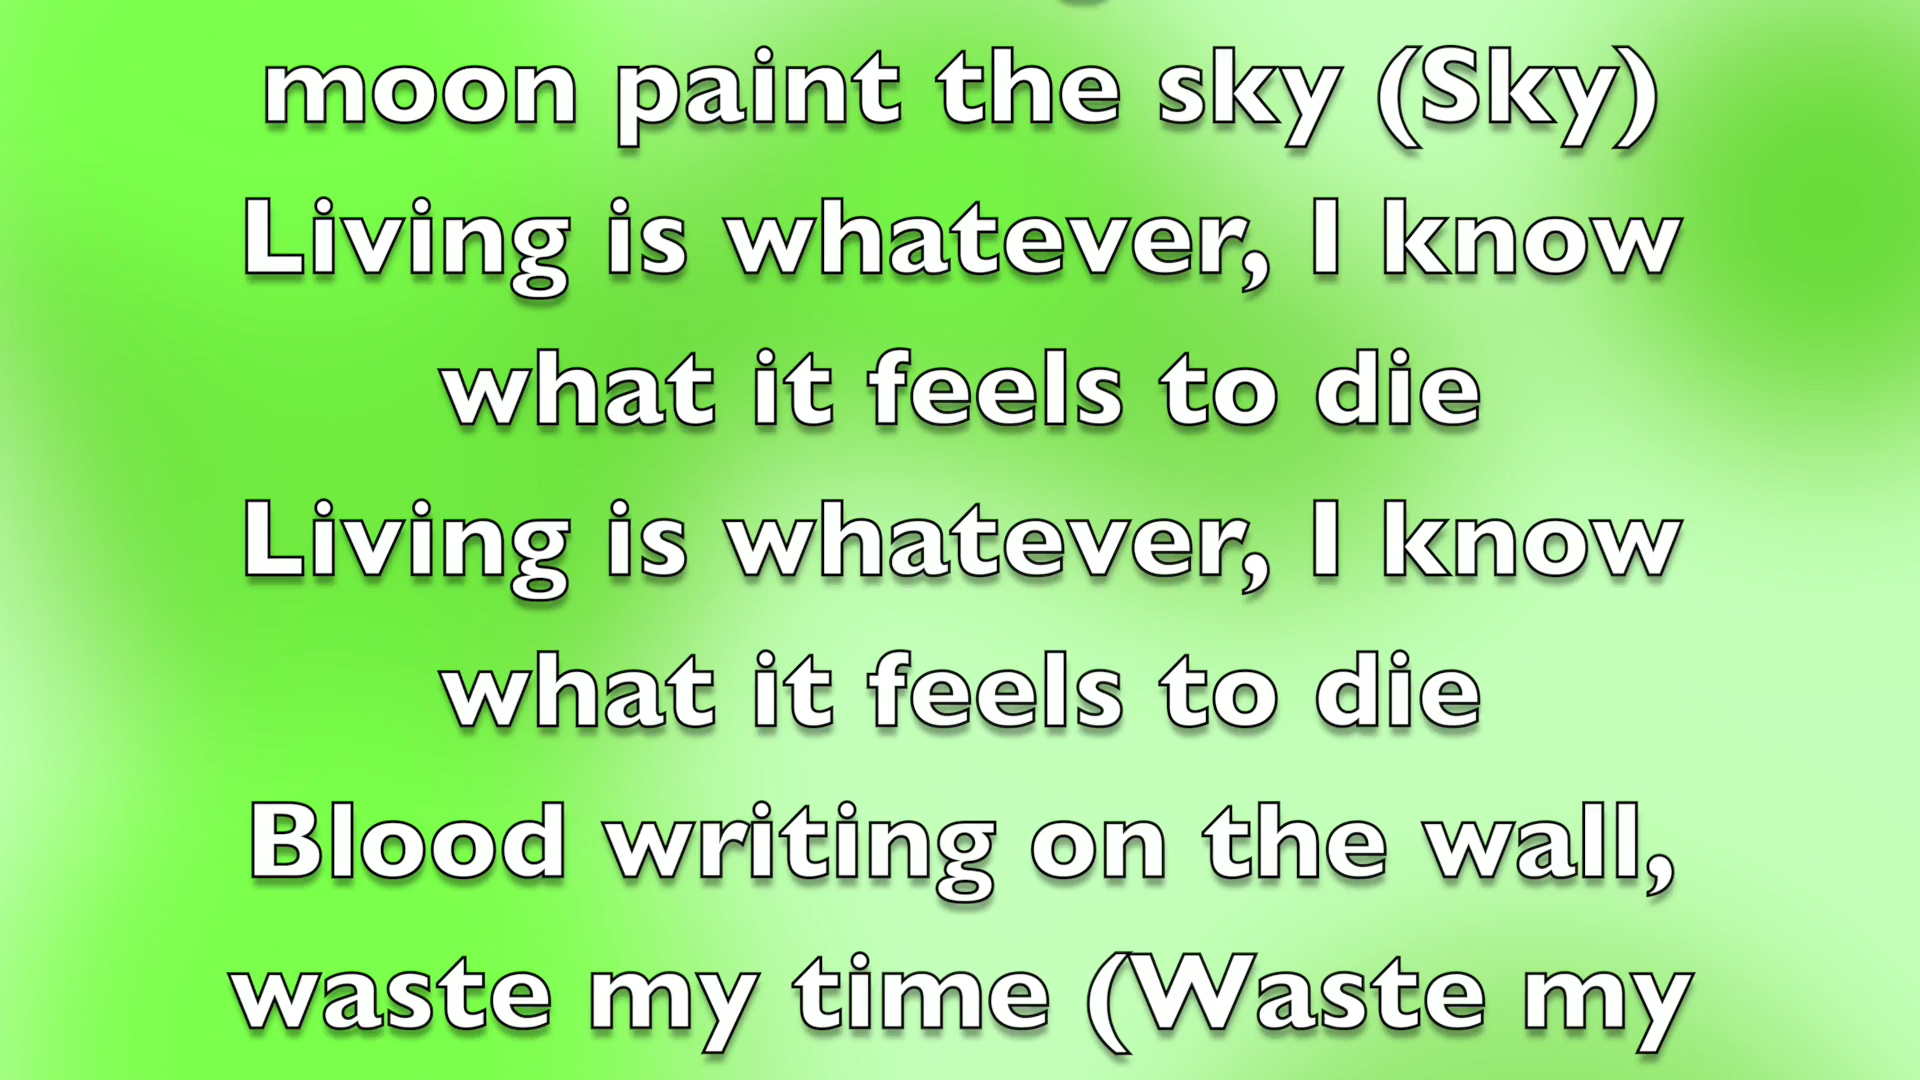 moon paint the sky (Sky)
Living is whatever, I know
what it feels to die
Living is whatever, I know
what it feels to die
Blood writing on the wall,
waste my time (Waste my